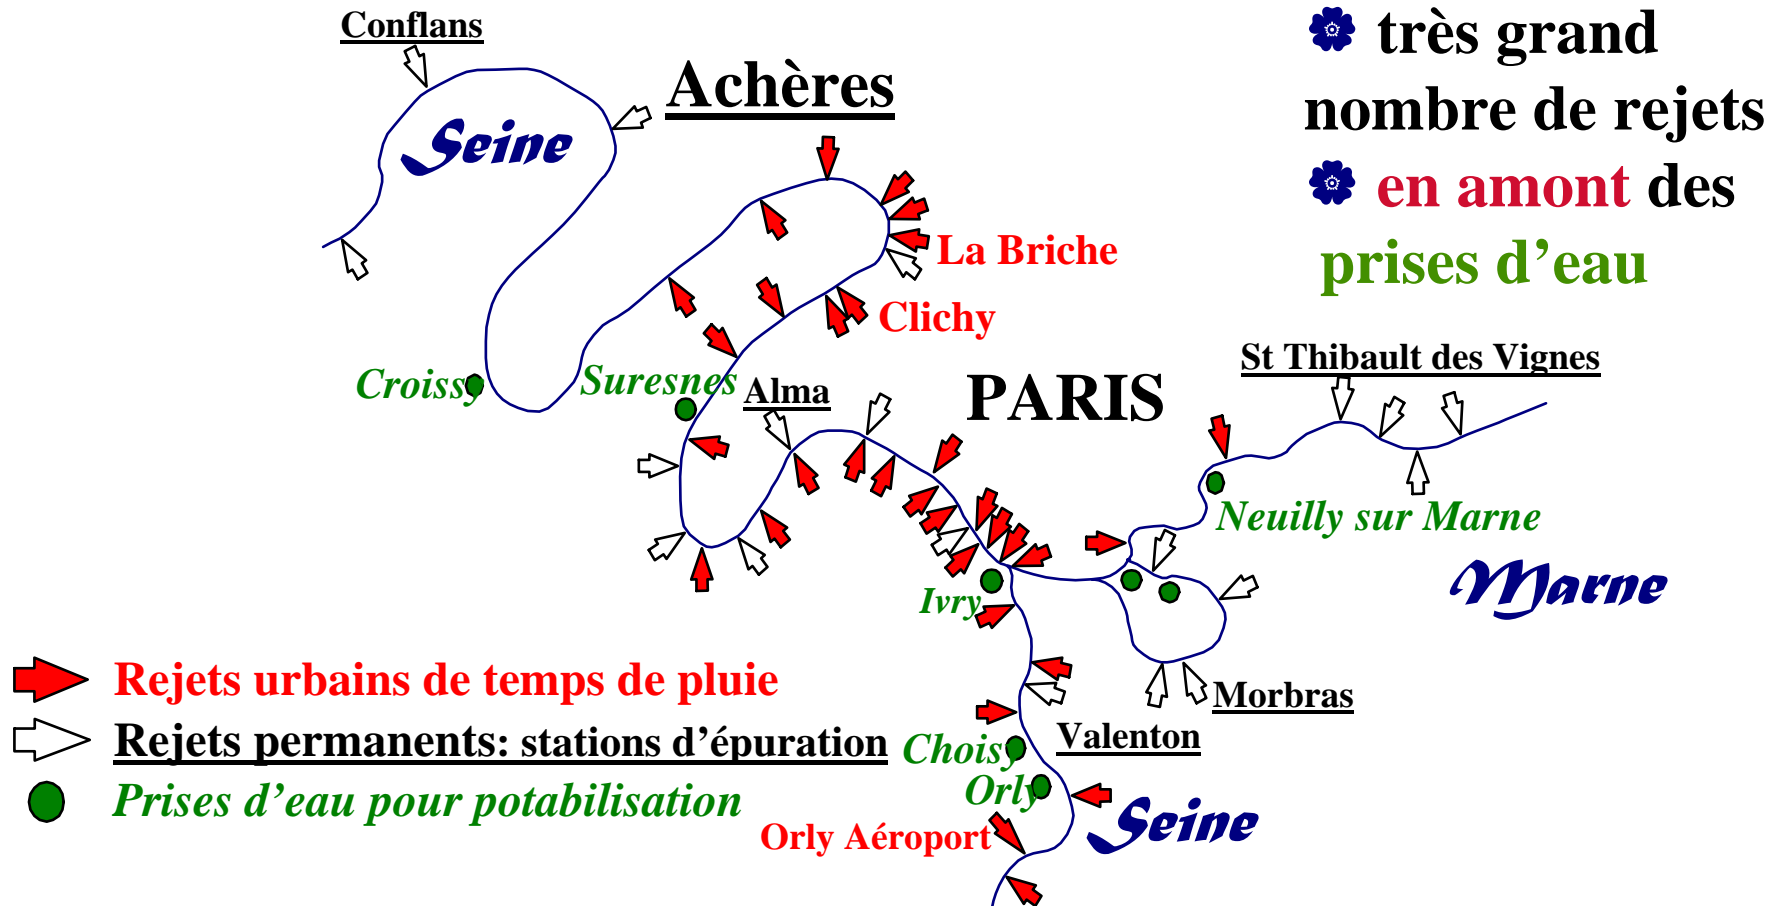 Conflans
Achères
Seine
très grand
nombre de rejets
en amont des
prises d’eau
La Briche
Clichy
St Thibault des Vignes
Croissy
Suresnes
Alma
PARIS
Neuilly sur Marne
Marne
Ivry
Rejets urbains de temps de pluie
Morbras
Rejets permanents: stations d’épuration
Choisy
Valenton
Orly
Prises d’eau pour potabilisation
Seine
Orly Aéroport